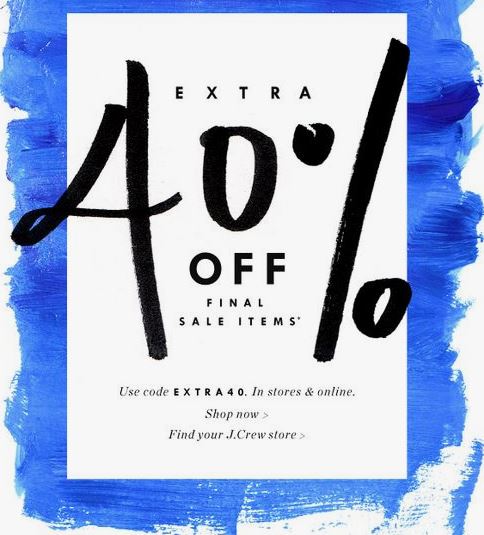 EXTRA
40%
OFF
FINAL
SALE ITEMS*
Use code EXTRA40. In stores & online.
Shop now >
Find your J.Crew store >